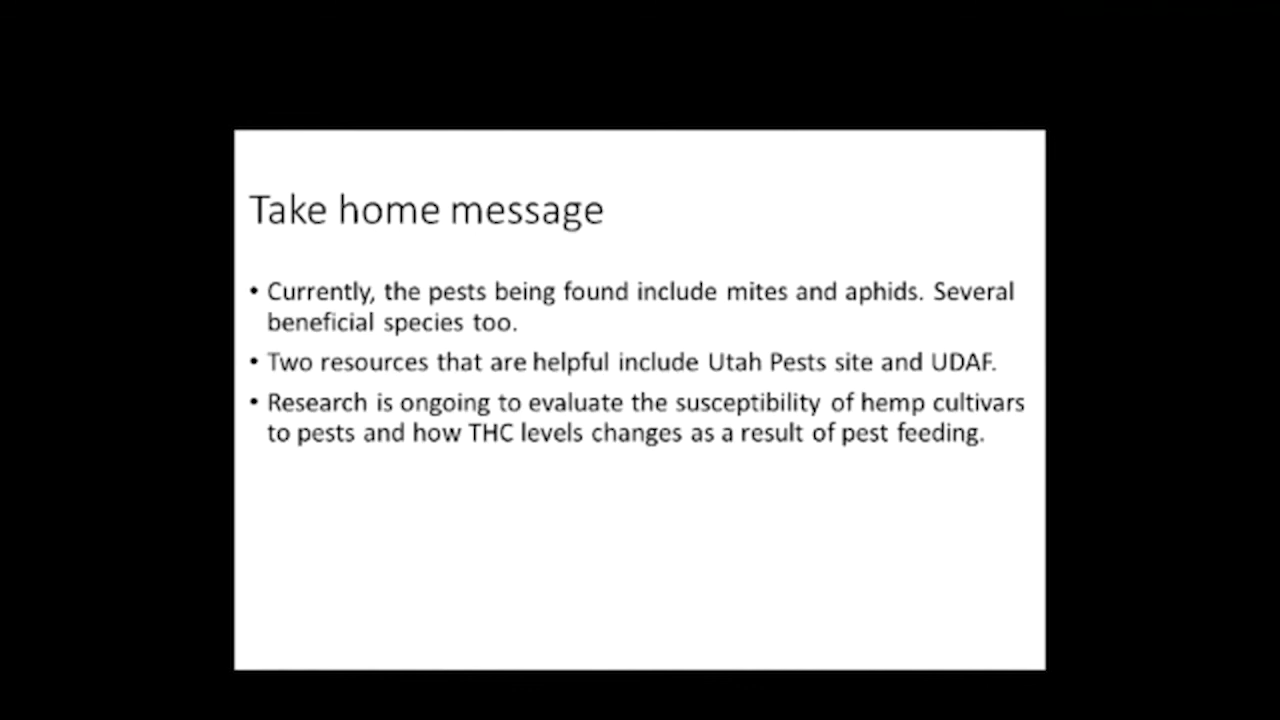 Take home message
• Currently, the pests being found include mites and aphids. Several
beneficial species too.
• Two resources that are helpful include Utah Pests site and UDAF.
• Research is ongoing to evaluate the susceptibility of hemp cultivars
to pests and how THC levels changes as a result of pest feeding.